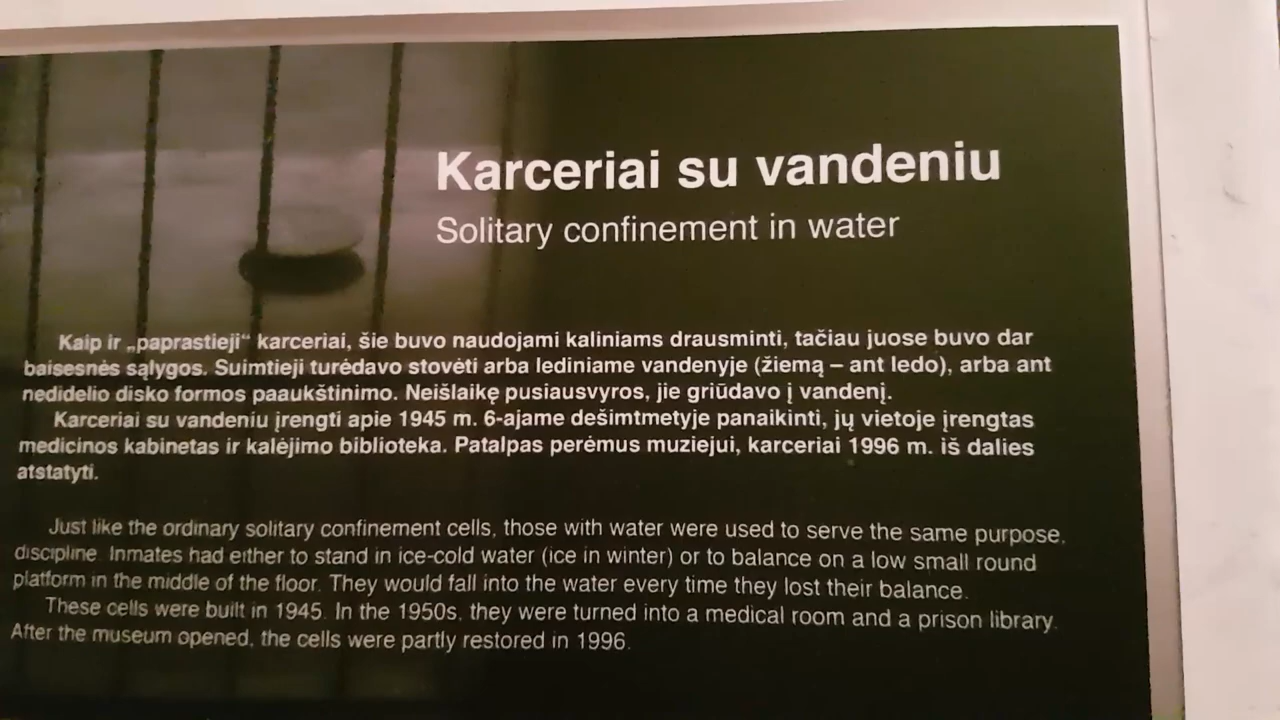 Karceriai su vandeniu
Solitary confinement in water
Kaip ir „paprastieji“ karceriai, šie buvo naudojami kaliniams drausminti, tačiau juose buvo dar
baisesnės sąlygos. Suimtieji turėdavo stovėti arba lediniame vandenyje (žiemą – ant ledo), arba ant
nedidelio disko formos paaukštinimo. Neišlaikę pusiausvyros, jie griūdavo į vandenį.
Karceriai su vandeniu įrengti apie 1945 m. 6-ajame dešimtmetyje panaikinti, jų vietoje įrengtas
medicinos kabinetas ir kalėjimo biblioteka. Patalpas perėmus muziejui, karceriai 1996 m. iš dalies
atstatyti.
Just like the ordinary solitary confinement cells, those with water were used to serve the same purpose,
discipline. Inmates had either to stand in ice-cold water (ice in winter) or to balance on a low small round
platform in the middle of the floor. They would fall into the water every time they lost their balance.
These cells were built in 1945. In the 1950s, they were turned into a medical room and a prison library.
After the museum opened, the cells were partly restored in 1996.